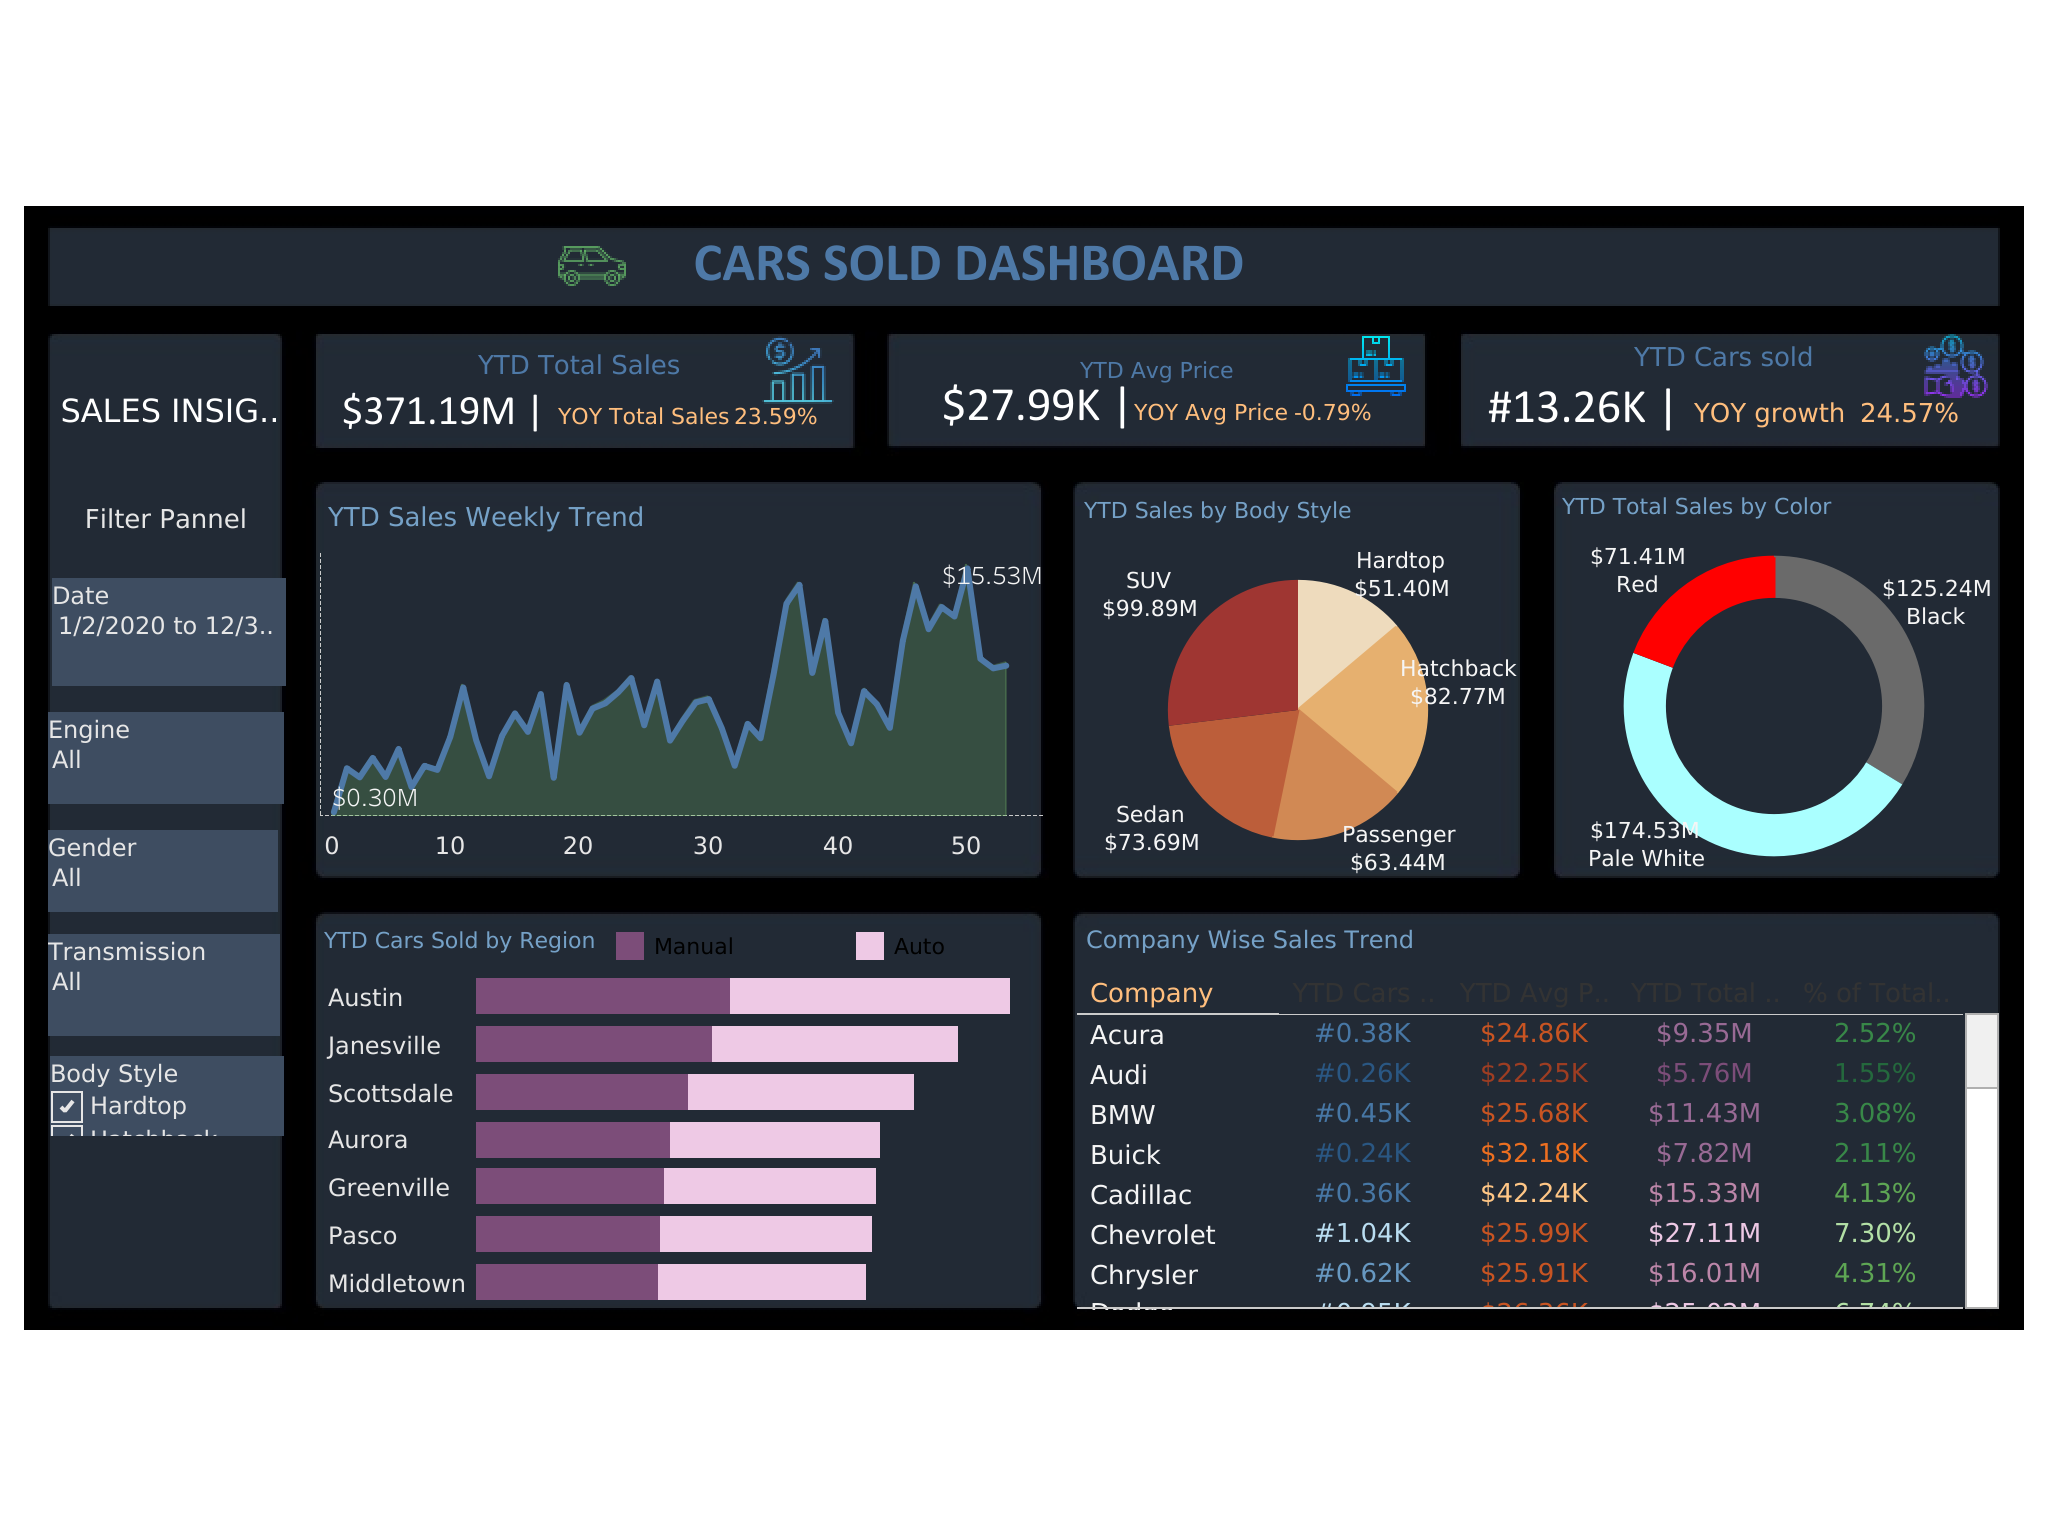 CARS SOLD DASHBOARD
SALES INSIG..
Filter Pannel
Date
1/2/2020 to 12/3..
Engine
All
Gender
All
Transmission
All
Body Style
Hardtop
Hatchback
YTD Total Sales
$371.19M | YOY Total Sales 23.59%
YTD Avg Price
$27.99K | YOY Avg Price -0.79%
YTD Cars sold
#13.26K | YOY growth 24.57%
YTD Sales Weekly Trend
$15.53M
$0.30M
0 10 20 30 40 50
YTD Sales by Body Style
Hardtop
$51.40M
SUV
$99.89M
Hatchback
$82.77M
Sedan
$73.69M
Passenger
$63.44M
YTD Total Sales by Color
$71.41M
Red
$125.24M
Black
$174.53M
Pale White
YTD Cars Sold by Region Manual Auto
Austin
Janesville
Scottsdale
Aurora
Greenville
Pasco
Middletown
Company Wise Sales Trend
Company YTD Cars .. YTD Avg P.. YTD Total .. % of Total..
Acura #0.38K $24.86K $9.35M 2.52%
Audi #0.26K $22.25K $5.76M 1.55%
BMW #0.45K $25.68K $11.43M 3.08%
Buick #0.24K $32.18K $7.82M 2.11%
Cadillac #0.36K $42.24K $15.33M 4.13%
Chevrolet #1.04K $25.99K $27.11M 7.30%
Chrysler #0.62K $25.91K $16.01M 4.31%